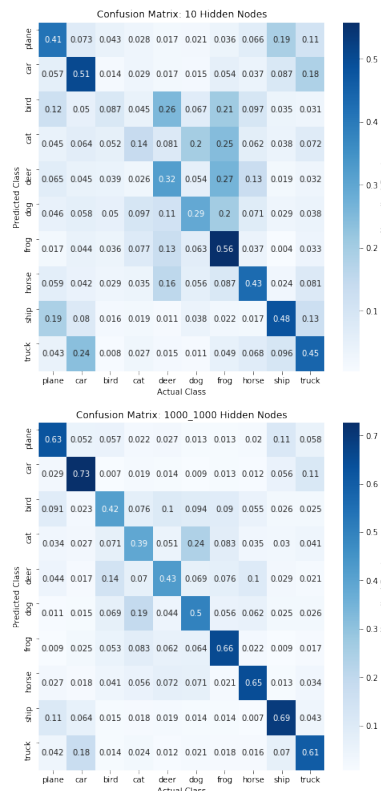 Confusion Matrix: 10 Hidden Nodes
plane 0.41 0.073 0.043 0.028 0.017 0.021 0.036 0.066 0.19 0.11
car 0.057 0.51 0.014 0.029 0.017 0.015 0.054 0.037 0.087 0.18
bird 0.12 0.05 0.087 0.045 0.26 0.067 0.21 0.097 0.035 0.031
cat 0.045 0.064 0.052 0.14 0.081 0.2 0.25 0.062 0.038 0.072
deer 0.065 0.045 0.039 0.026 0.32 0.054 0.27 0.13 0.019 0.032
dog 0.046 0.058 0.05 0.097 0.11 0.29 0.2 0.071 0.029 0.038
frog 0.017 0.044 0.036 0.077 0.13 0.063 0.56 0.037 0.004 0.033
horse 0.059 0.042 0.029 0.035 0.16 0.056 0.087 0.43 0.024 0.081
ship 0.19 0.08 0.016 0.019 0.011 0.038 0.022 0.017 0.48 0.13
truck 0.043 0.24 0.008 0.027 0.015 0.011 0.049 0.068 0.096 0.45
plane car bird cat deer dog frog horse ship truck
Actual Class
Predicted Class
0.5
0.4
0.3
0.2
0.1
Confusion Matrix 1000_1000 Hidden Nodes
plane 0.63 0.052 0.057 0.022 0.027 0.013 0.013 0.02 0.11 0.058
car 0.029 0.73 0.007 0.019 0.014 0.009 0.013 0.012 0.056 0.11
bird 0.091 0.023 0.42 0.076 0.1 0.094 0.09 0.055 0.026 0.025
cat 0.034 0.027 0.071 0.39 0.051 0.24 0.083 0.035 0.03 0.041
deer 0.044 0.017 0.14 0.07 0.43 0.069 0.076 0.1 0.029 0.021
dog 0.011 0.015 0.069 0.19 0.044 0.5 0.056 0.062 0.025 0.026
frog 0.009 0.025 0.053 0.083 0.062 0.064 0.66 0.022 0.009 0.017
horse 0.027 0.018 0.041 0.056 0.072 0.071 0.021 0.65 0.013 0.034
ship 0.11 0.064 0.015 0.018 0.019 0.012 0.014 0.007 0.69 0.043
truck 0.042 0.18 0.014 0.024 0.012 0.021 0.018 0.016 0.07 0.61
plane car bird cat deer dog frog horse ship truck
Actual Class
Predicted Class
0.7
0.6
0.5
0.4
0.3
0.2
0.1